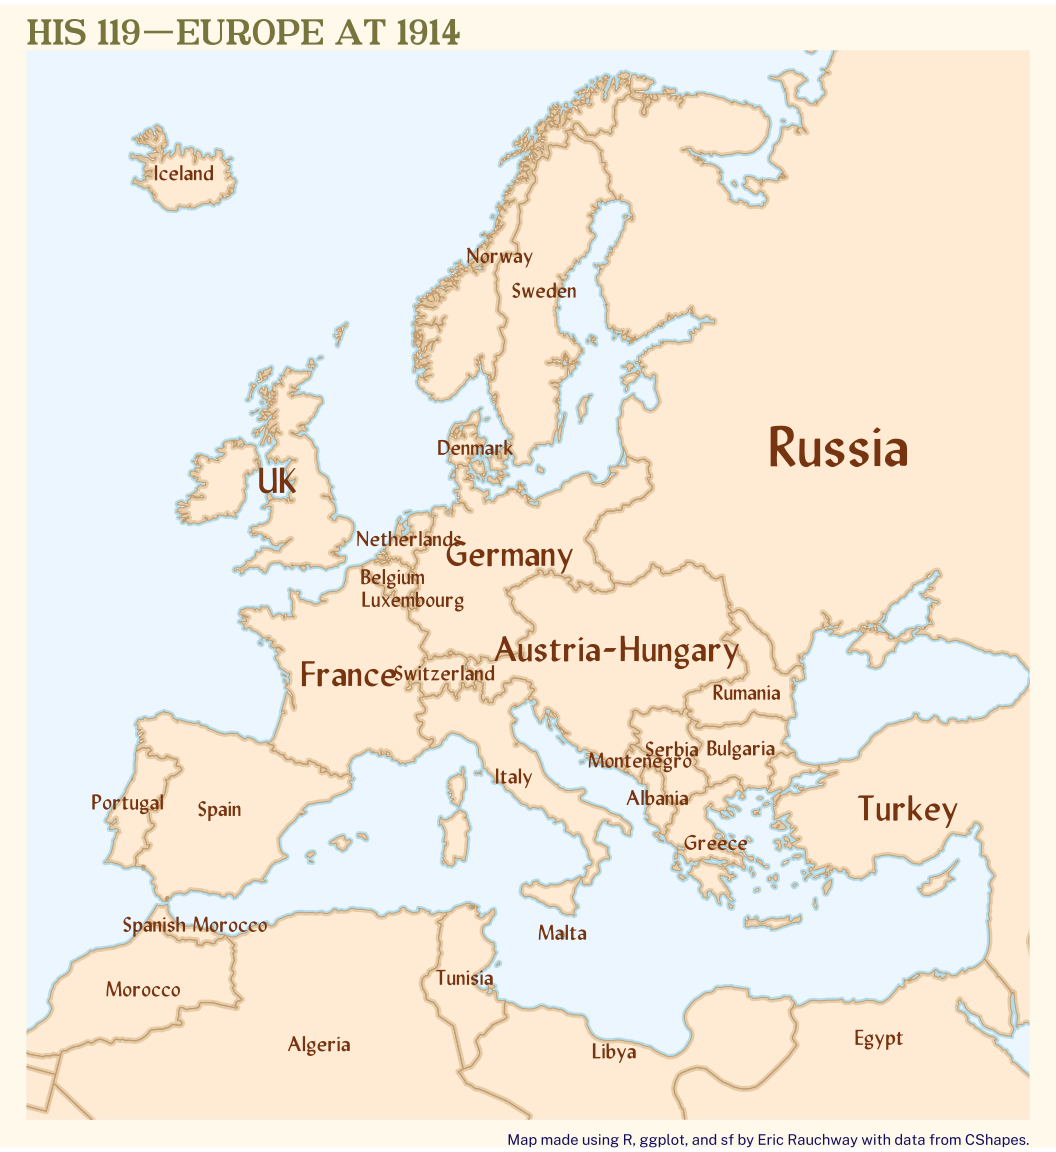 HIS 119—EUROPE AT 1914
Iceland
Norway
Sweden
Russia
Denmark
UK
Netherlands
Germany
Belgium
Luxembourg
Austria-Hungary
France
Switzerland
Rumania
Serbia
Bulgaria
Montenegro
Italy
Albania
Portugal
Spain
Turkey
Greece
Spanish Morocco
Malta
Tunisia
Morocco
Algeria
Libya
Egypt
Map made using R, ggplot, and sf by Eric Rauchway with data from CShapes.